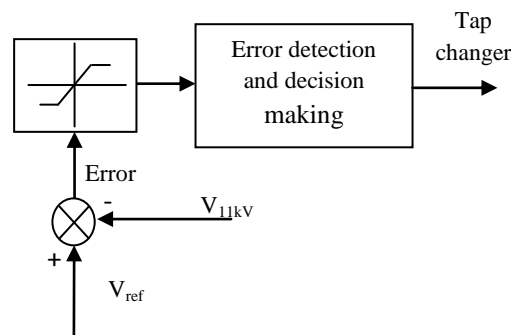 Tap
changer
Error detection
and decision
making
Error
-
V11kV
+
Vref